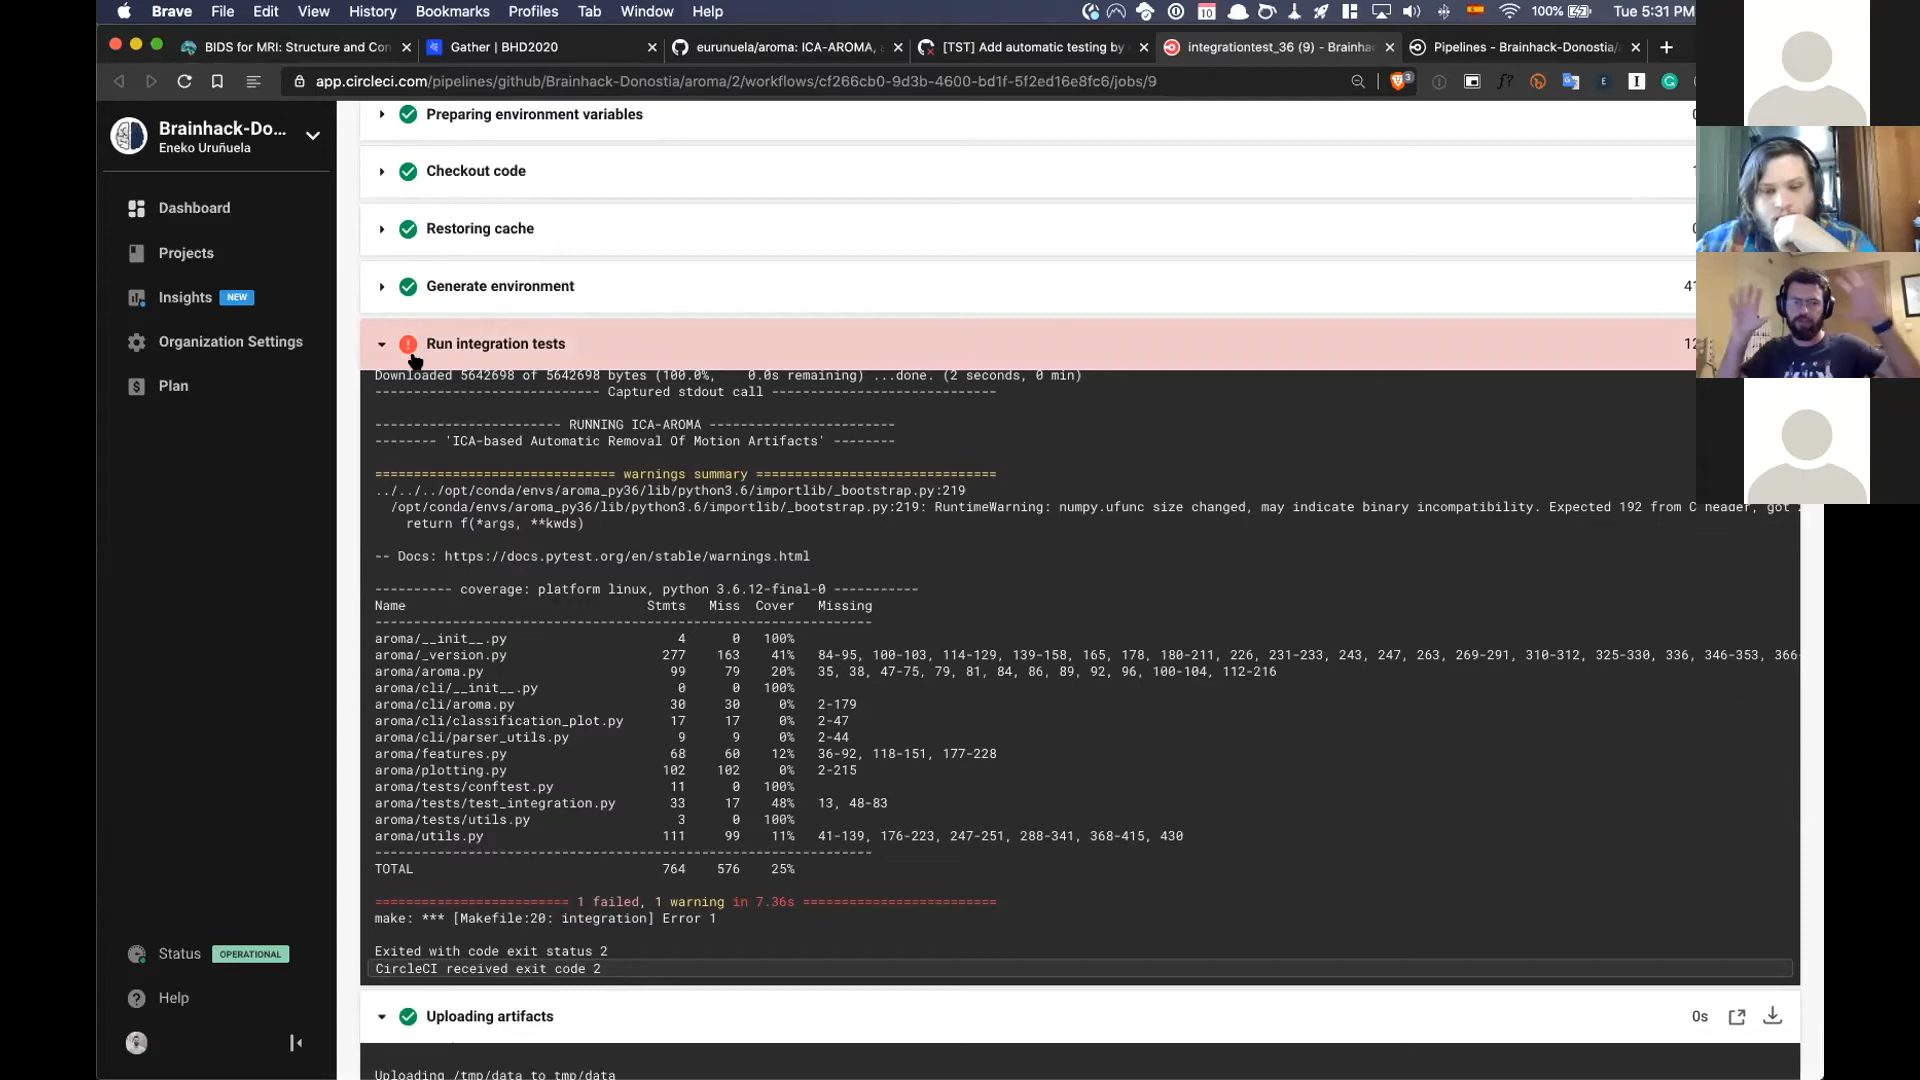 Brave File Edit View History Bookmarks Profiles Tab Window Help 100% Tue 5:31 PM
BIDS for MRI: Structure and Con
Gather | BHD2020
eurunuela/aroma: ICA-AROMA,
[TST] Add automatic testing by
integrationtest_36 (9) - Brainha
Pipelines - Brainhack-Donostia/
app.circleci.com/pipelines/github/Brainhack-Donostia/aroma/2/workflows/cf266cb0-9d3b-4600-bd1f-5f2ed16e8fc6/jobs/9
Brainhack-Do...
Eneko Uruñuela
Dashboard
Projects
Insights NEW
Organization Settings
Plan
Status OPERATIONAL
Help
Preparing environment variables
Checkout code
Restoring cache
Generate environment
Run integration tests
Downloaded 5642698 of 5642698 bytes (100.0%, 0.0s remaining) ...done. (2 seconds, 0 min)
----------------------------- Captured stdout call -----------------------------
------------------------ RUNNING ICA-AROMA ------------------------
-------- 'ICA-based Automatic Removal Of Motion Artifacts' --------
=============================== warnings summary ===============================
../../../opt/conda/envs/aroma_py36/lib/python3.6/importlib/_bootstrap.py:219
/opt/conda/envs/aroma_py36/lib/python3.6/importlib/_bootstrap.py:219: RuntimeWarning: numpy.ufunc size changed, may indicate binary incompatibility. Expected 192 from C header, got
return f(*args, **kwds)
-- Docs: https://docs.pytest.org/en/stable/warnings.html
---------- coverage: platform linux, python 3.6.12-final-0 -----------
Name Stmts Miss Cover Missing
----------------------------------------------------------------
aroma/__init__.py 4 0 100%
aroma/_version.py 277 163 41% 84-95, 100-103, 114-129, 139-158, 165, 178, 180-211, 226, 231-233, 243, 247, 263, 269-291, 310-312, 325-330, 336, 346-353, 366-
aroma/aroma.py 99 79 20% 35, 38, 47-75, 79, 81, 84, 86, 89, 92, 96, 100-104, 112-216
aroma/cli/__init__.py 0 0 100%
aroma/cli/aroma.py 30 30 0% 2-179
aroma/cli/classification_plot.py 17 17 0% 2-47
aroma/cli/parser_utils.py 9 9 0% 2-44
aroma/features.py 68 60 12% 36-92, 118-151, 177-228
aroma/plotting.py 102 102 0% 2-215
aroma/tests/conftest.py 11 0 100%
aroma/tests/test_integration.py 33 17 48% 13, 48-83
aroma/tests/utils.py 3 0 100%
aroma/utils.py 111 99 11% 41-139, 176-223, 247-251, 288-341, 368-415, 430
----------------------------------------------------------------
TOTAL 764 576 25%
========================= 1 failed, 1 warning in 7.36s =========================
make: *** [Makefile:20: integration] Error 1
Exited with code exit status 2
CircleCI received exit code 2
Uploading artifacts 0s
Uploading /tmp/data to tmp/data